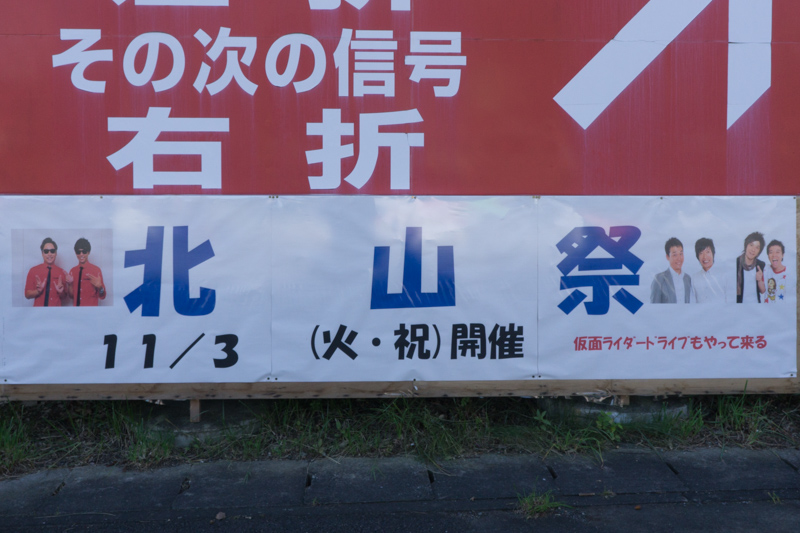 その次の信号
右折
北山祭
11/3 (火・祝)開催
仮面ライダードライブもやって来る